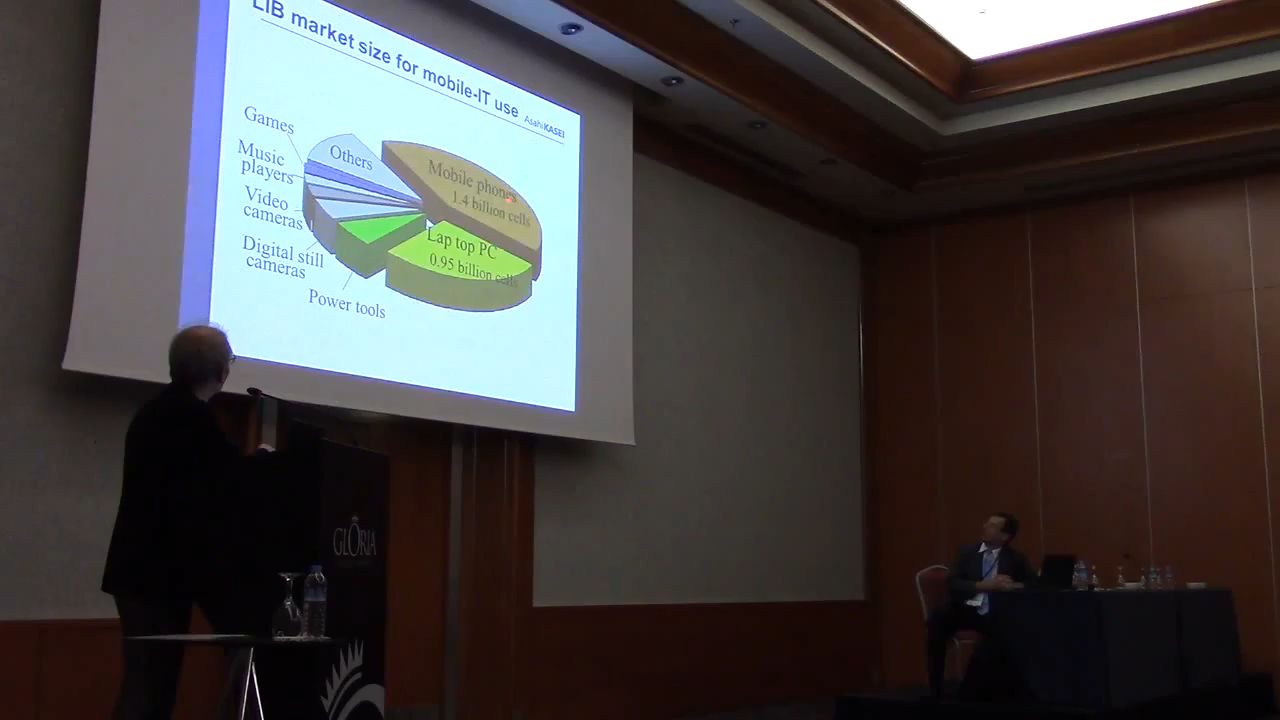 LIB market size for mobile-IT use
AsahiKASEI
Games
Others
Music
players
Video
cameras
Digital still
cameras
Power tools
Mobile phones
1.4 billion cells
Lap top PC
0.95 billion cells
GLORIA